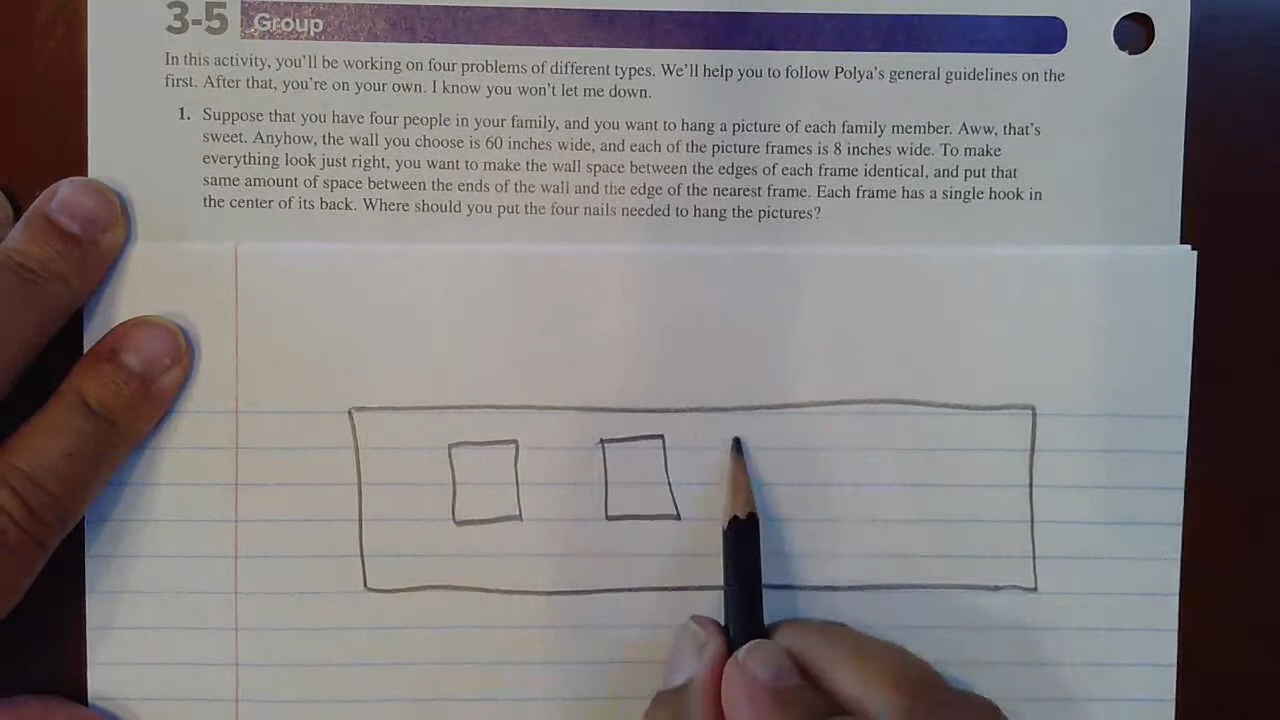 3-5 Group
In this activity, you'll be working on four problems of different types. We'll help you to follow Polya's general guidelines on the
first. After that, you're on your own. I know you won't let me down.
1. Suppose that you have four people in your family, and you want to hang a picture of each family member. Aww, that's
sweet. Anyhow, the wall you choose is 60 inches wide, and each of the picture frames is 8 inches wide. To make
everything look just right, you want to make the wall space between the edges of each frame identical, and put that
same amount of space between the ends of the wall and the edge of the nearest frame. Each frame has a single hook in
the center of its back. Where should you put the four nails needed to hang the pictures?